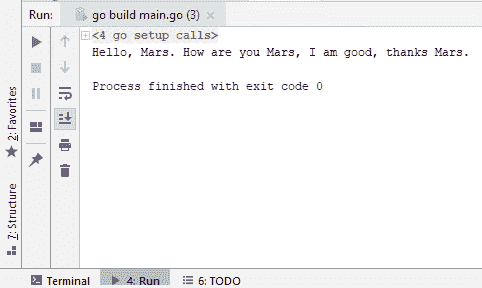 Run: go build main.go (3)
<4 go setup calls>
Hello, Mars. How are you Mars, I am good, thanks Mars.
Process finished with exit code 0
2: Favorites
7: Structure
Terminal 4: Run 6: TODO